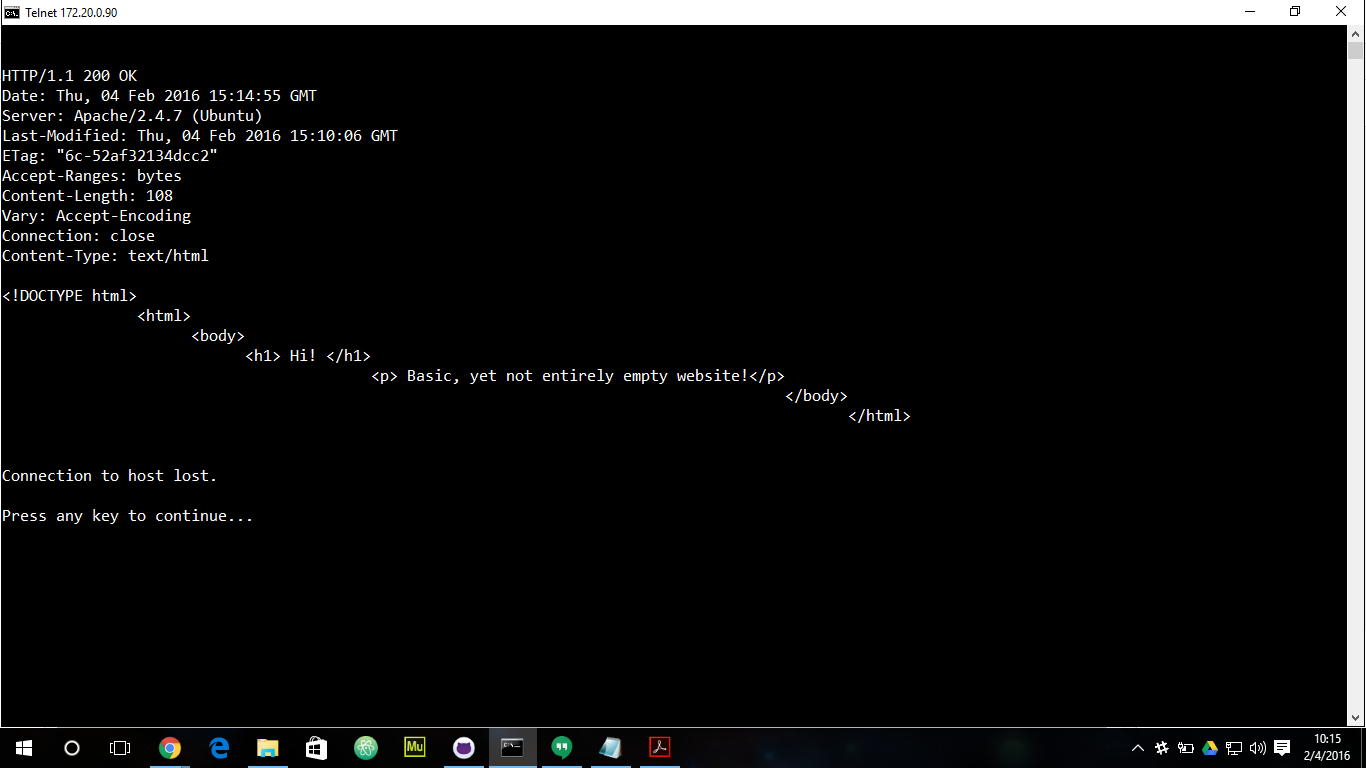 Telnet 172.20.0.90
HTTP/1.1 200 OK
Date: Thu, 04 Feb 2016 15:14:55 GMT
Server: Apache/2.4.7 (Ubuntu)
Last-Modified: Thu, 04 Feb 2016 15:10:06 GMT
ETag: "6c-52af32134dcc2"
Accept-Ranges: bytes
Content-Length: 108
Vary: Accept-Encoding
Connection: close
Content-Type: text/html
<!DOCTYPE html>
<html>
<body>
<h1> Hi! </h1>
<p> Basic, yet not entirely empty website!</p>
</body>
</html>
Connection to host lost.
Press any key to continue...
Mu
10:15
2/4/2016